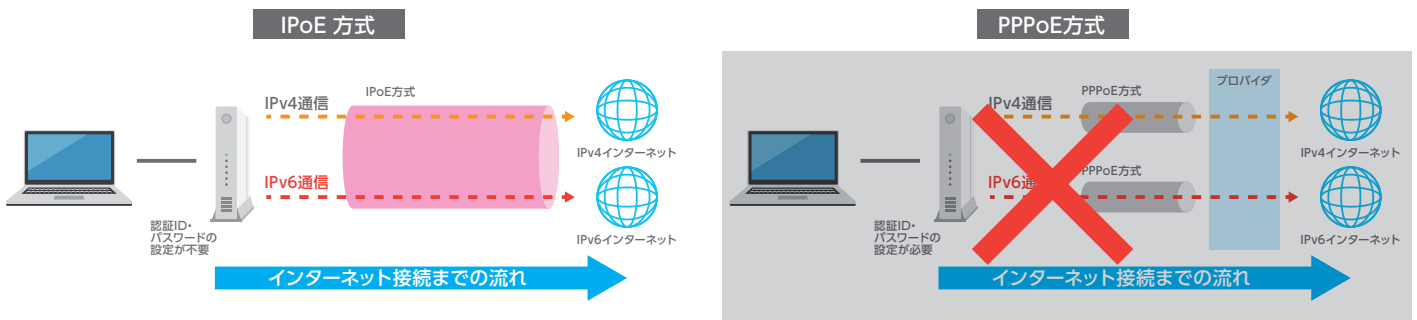 IPoE 方式
IPv4通信
IPoE方式
IPv4インターネット
IPv6通信
IPv6インターネット
認証ID・
パスワードの
設定が不要
インターネット接続までの流れ
PPPoE方式
プロバイダ
IPv4通信
PPPoE方式
IPv4インターネット
IPv6通信
PPPoE方式
IPv6インターネット
認証ID・
パスワードの
設定が必要
インターネット接続までの流れ